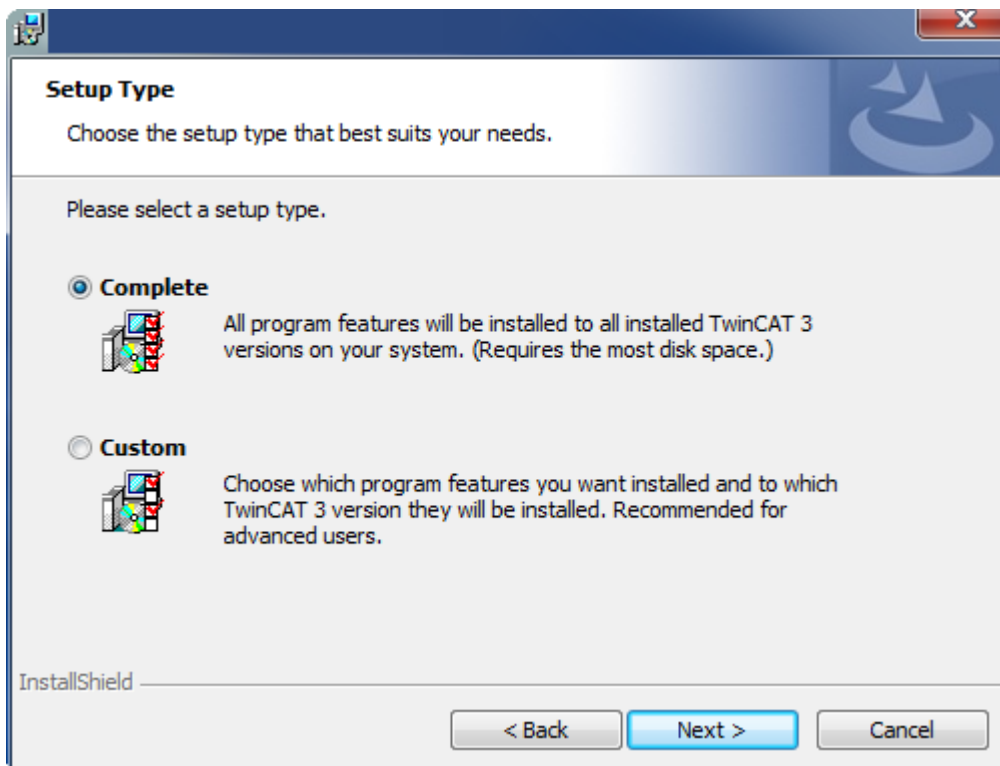 Setup Type
Choose the setup type that best suits your needs.
Please select a setup type.
Complete
All program features will be installed to all installed TwinCAT 3
versions on your system. (Requires the most disk space.)
Custom
Choose which program features you want installed and to which
TwinCAT 3 version they will be installed. Recommended for
advanced users.
InstallShield
< Back
Next >
Cancel